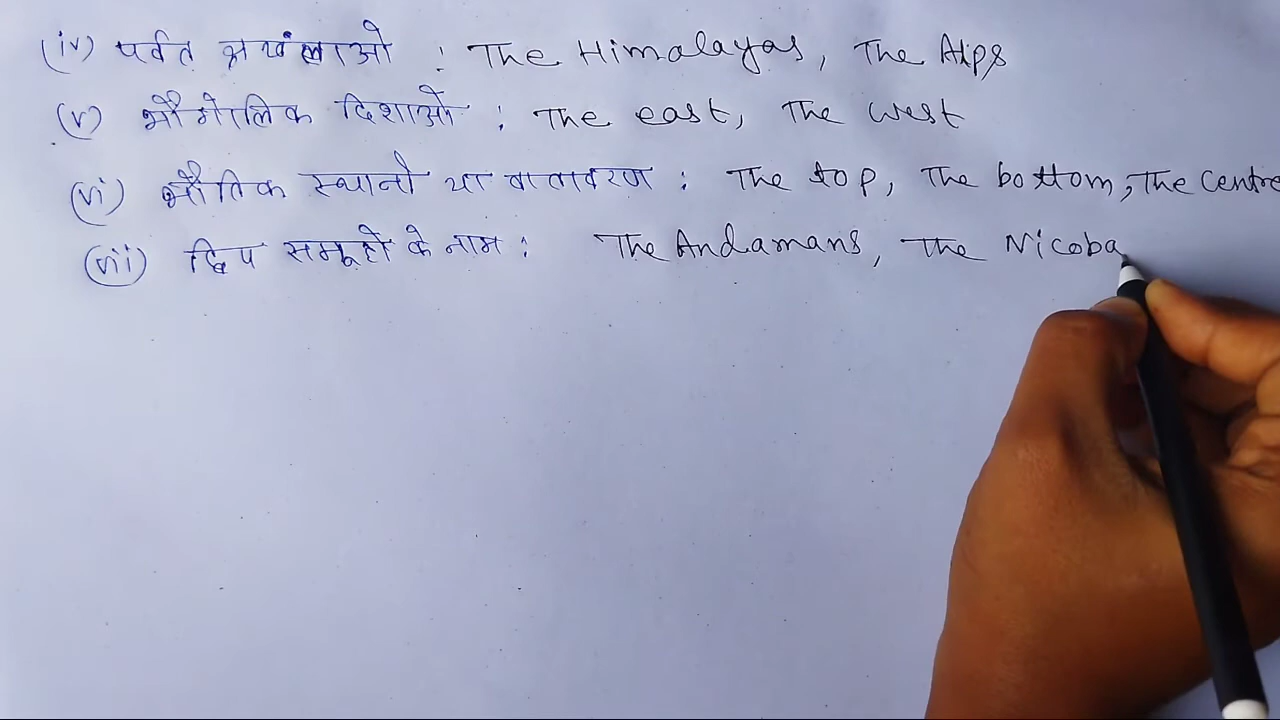 (iv) पर्वत श्रृखंलाओ : The Himalayas, The Alps
(v) भौगोलिक दिशाओं : The east, The west
(vi) भौतिक स्थानो या वातावरण : The top, The bottom, The Centre
(vii) द्विप समूहों के नाम : The Andamans, The Nicoba